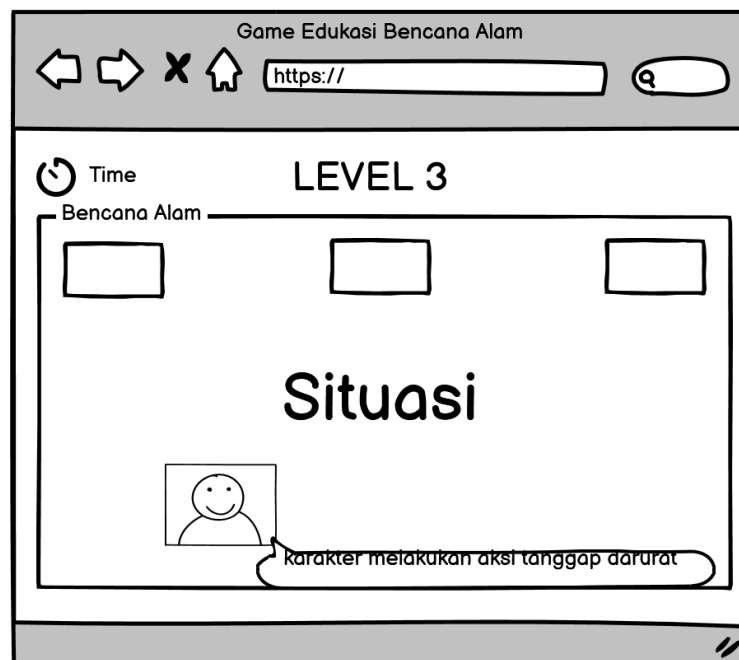 Game Edukasi Bencana Alam
https://
Time
LEVEL 3
Bencana Alam
Situasi
karakter melakukan aksi tanggap darurat